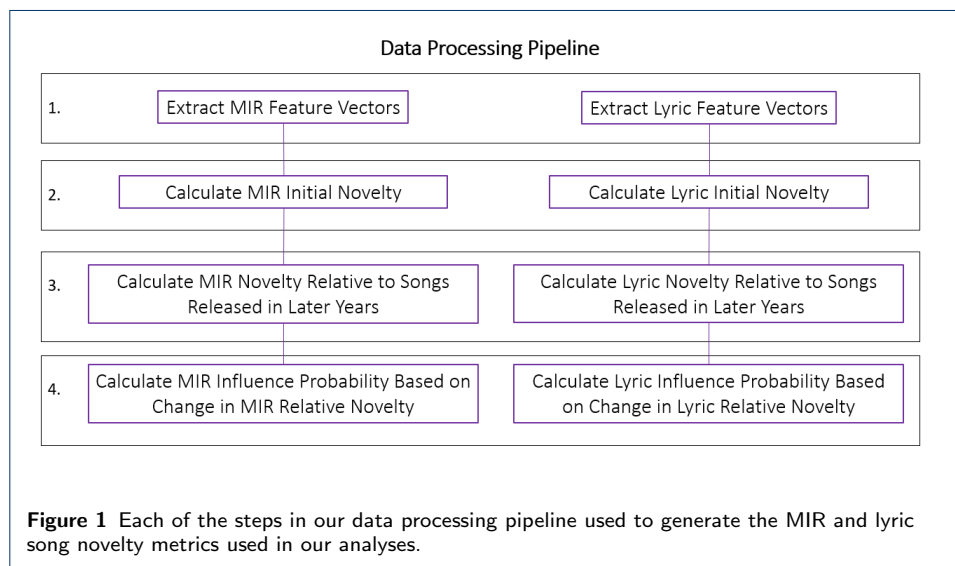 Data Processing Pipeline
1.
Extract MIR Feature Vectors
Extract Lyric Feature Vectors
2.
Calculate MIR Initial Novelty
Calculate Lyric Initial Novelty
3.
Calculate MIR Novelty Relative to Songs
Released in Later Years
Calculate Lyric Novelty Relative to Songs
Released in Later Years
4.
Calculate MIR Influence Probability Based on
Change in MIR Relative Novelty
Calculate Lyric Influence Probability Based
on Change in Lyric Relative Novelty
Figure 1 Each of the steps in our data processing pipeline used to generate the MIR and lyric
song novelty metrics used in our analyses.